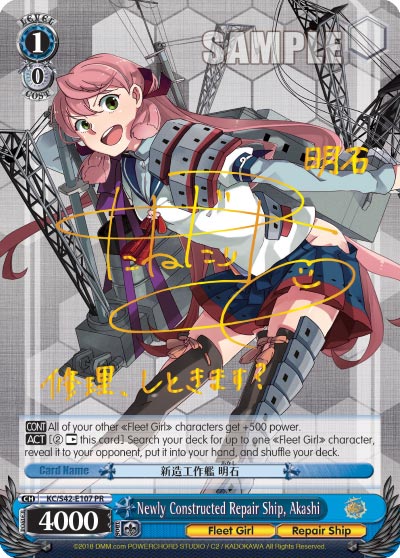 LEVEL
1
0
COST
SAMPLE
明石
修理、しときます?
CONT All of your other «Fleet Girl» characters get +500 power.
ACT [② this card] Search your deck for up to one «Fleet Girl» character,
reveal it to your opponent, put it into your hand, and shuffle your deck.
Card Name
新造工作艦 明石
CH KC/S42-E107 PR
Newly Constructed Repair Ship, Akashi
POWER
4000
SOUL
Fleet Girl
Repair Ship
©2016 DMM.com POWERCHORD STUDIO / C2 / KADOKAWA All Rights Reserved.